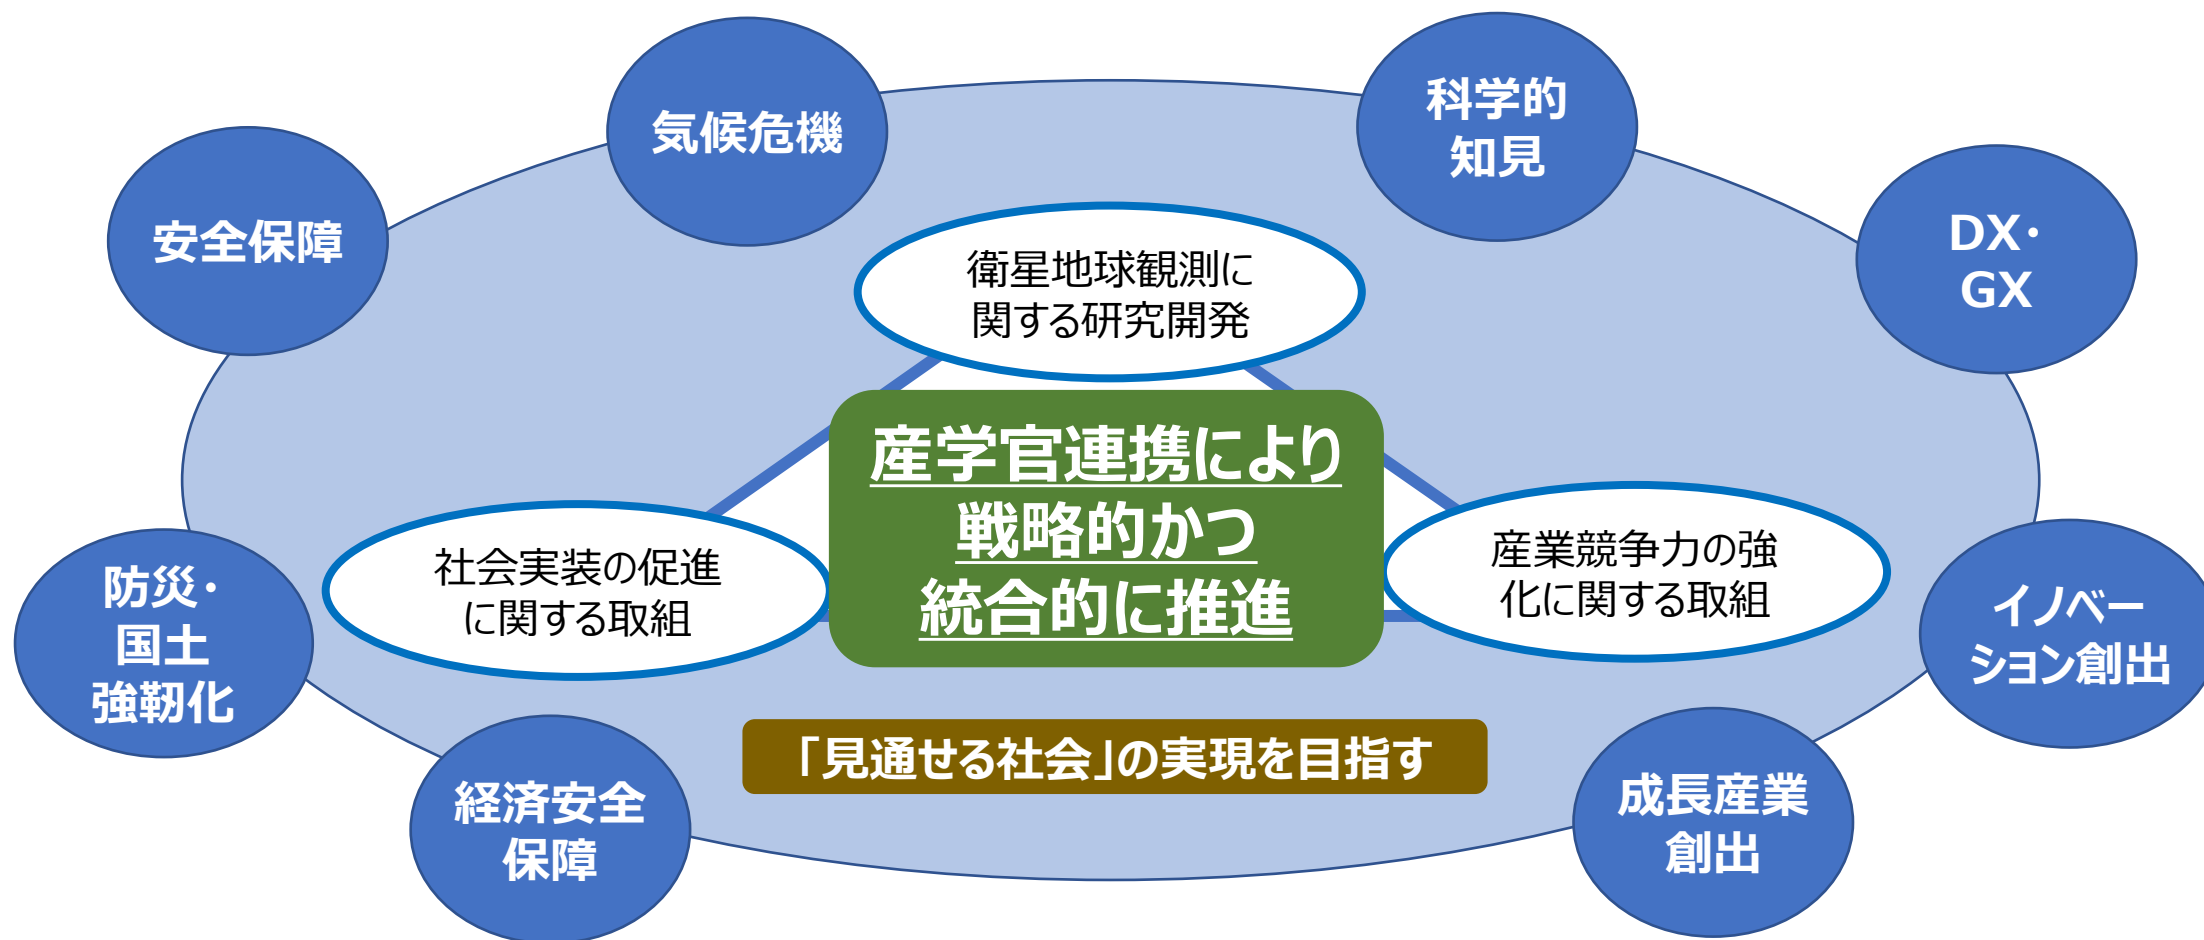 気候危機
科学的
知見
安全保障
DX・
GX
衛星地球観測に
関する研究開発
産学官連携により
戦略的かつ
統合的に推進
社会実装の促進
に関する取組
産業競争力の強
化に関する取組
防災・
国土
強靭化
イノベー
ション創出
「見通せる社会」の実現を目指す
経済安全
保障
成長産業
創出